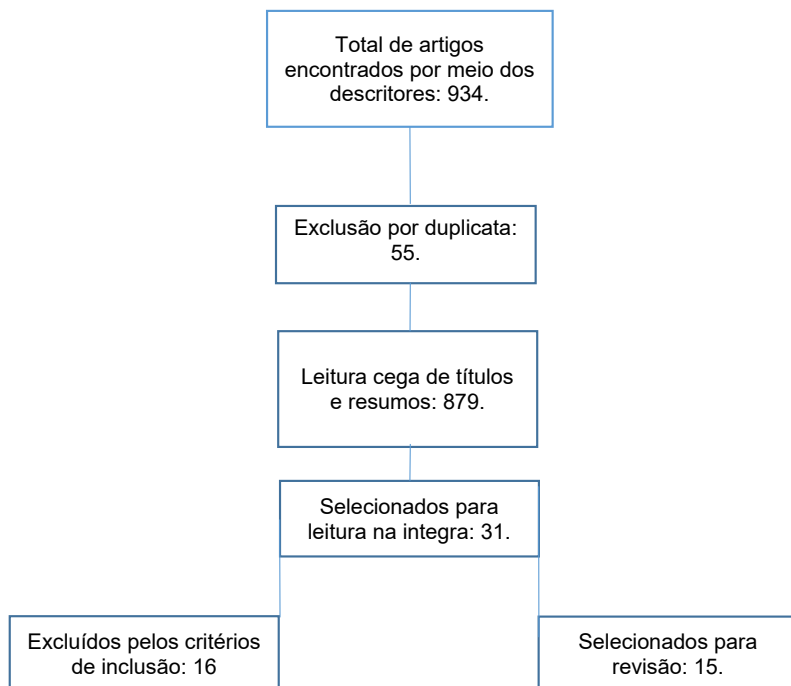 Total de artigos
encontrados por meio dos
descritores: 934.
Exclusão por duplicata:
55.
Leitura cega de títulos
e resumos: 879.
Selecionados para
leitura na integra: 31.
Excluídos pelos critérios
de inclusão: 16
Selecionados para
revisão: 15.